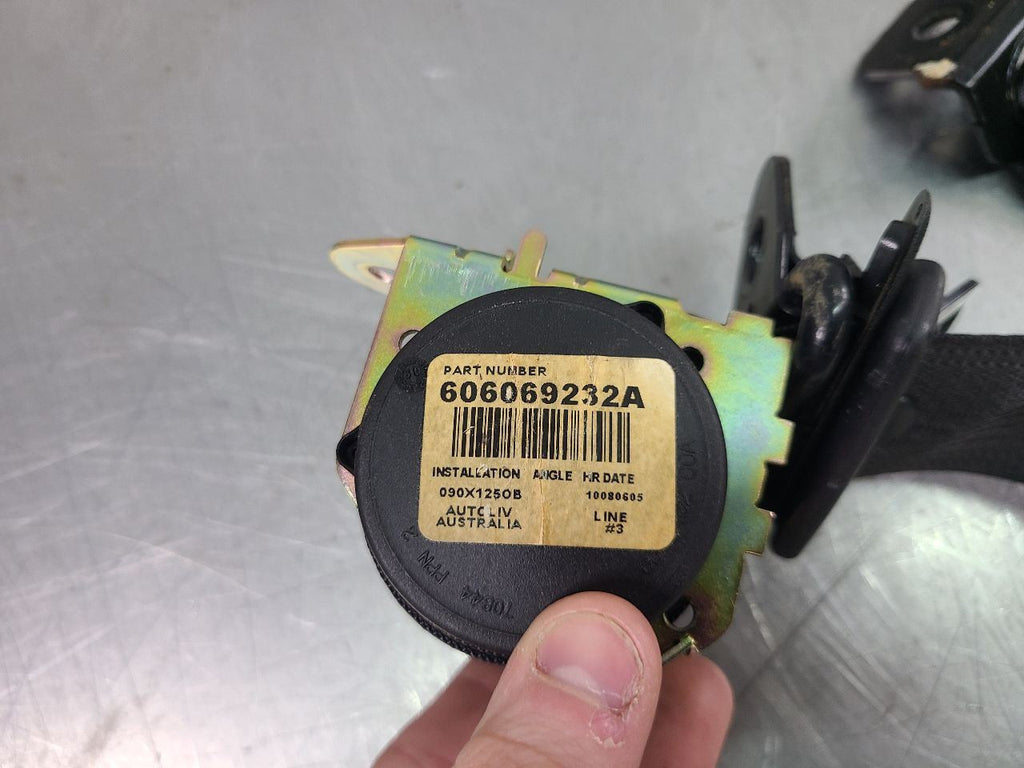 PART NUMBER
606069232A
INSTALLATION ANGLE HR DATE
090X125OB 10080605
AUTOLIV LINE
AUSTRALIA #3